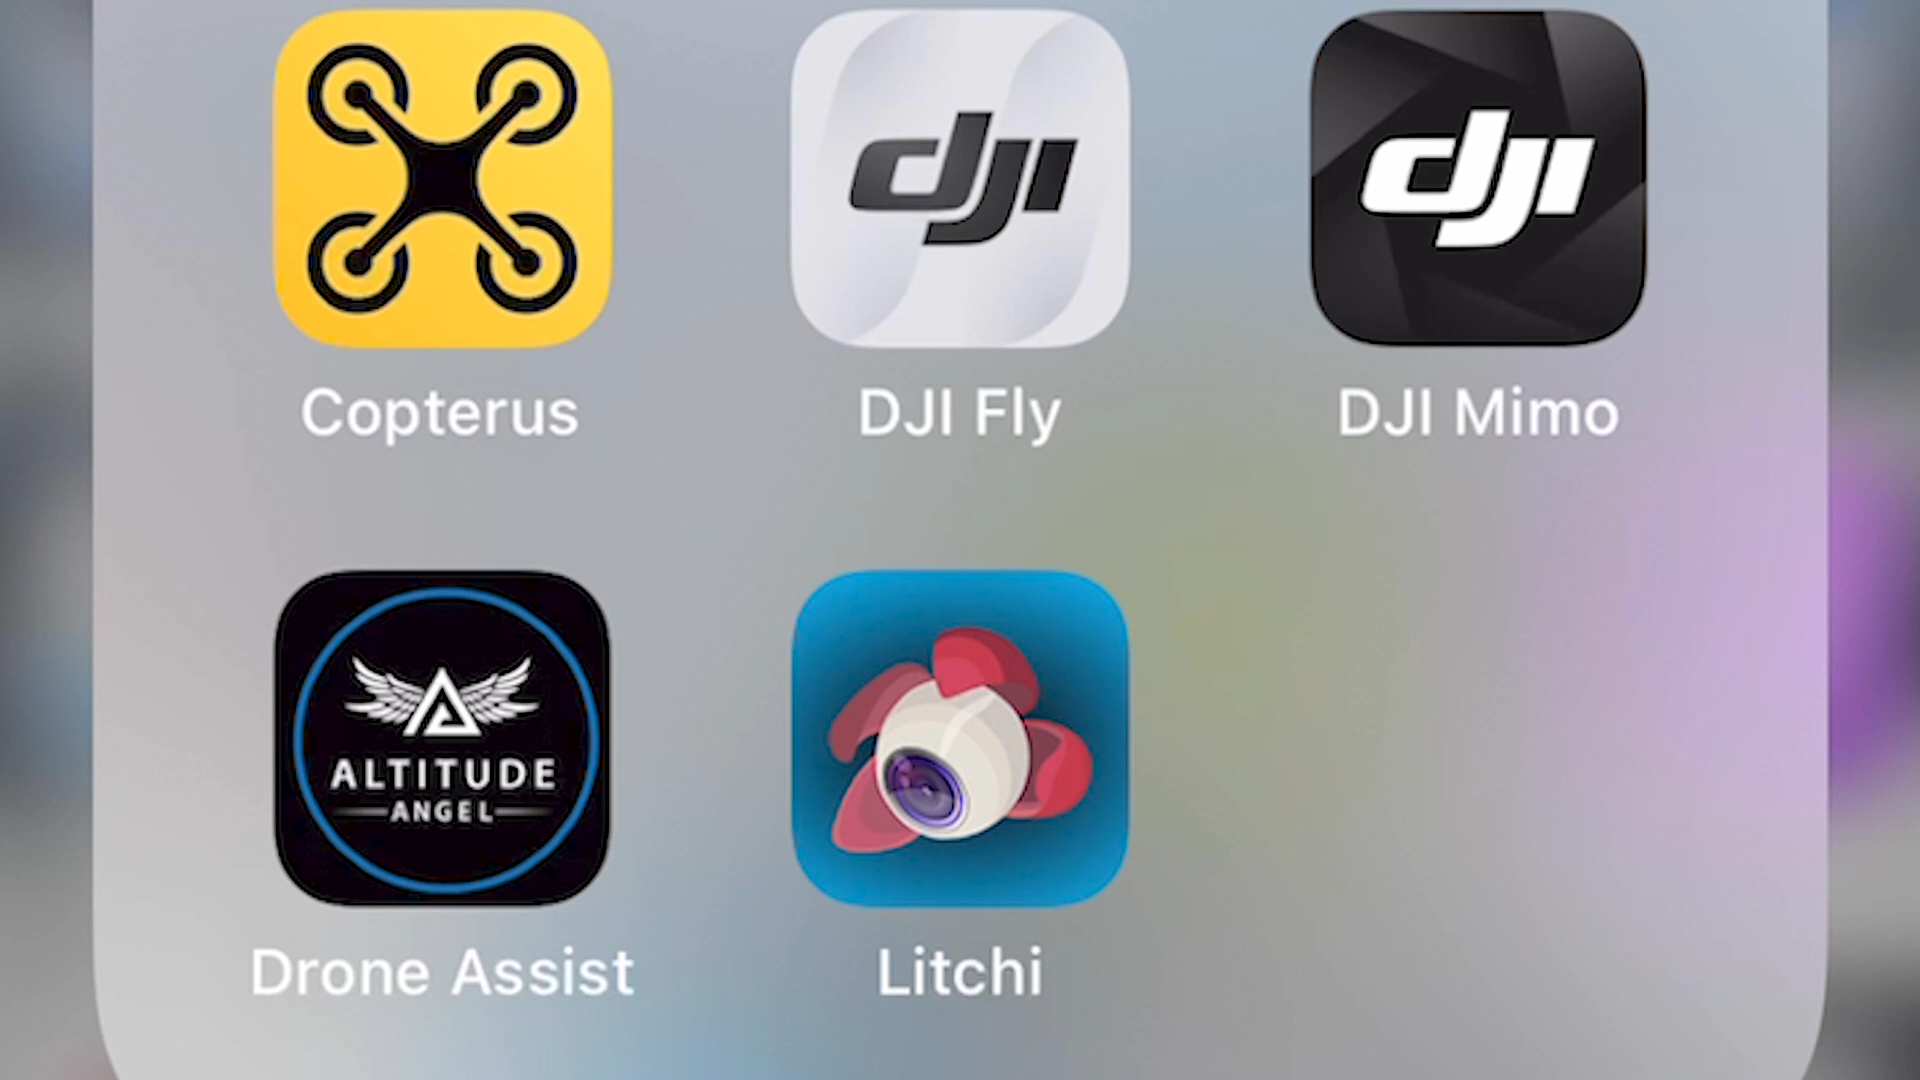 dji
dji
Copterus
DJI Fly
DJI Mimo
ALTITUDE
ANGEL
Drone Assist
Litchi